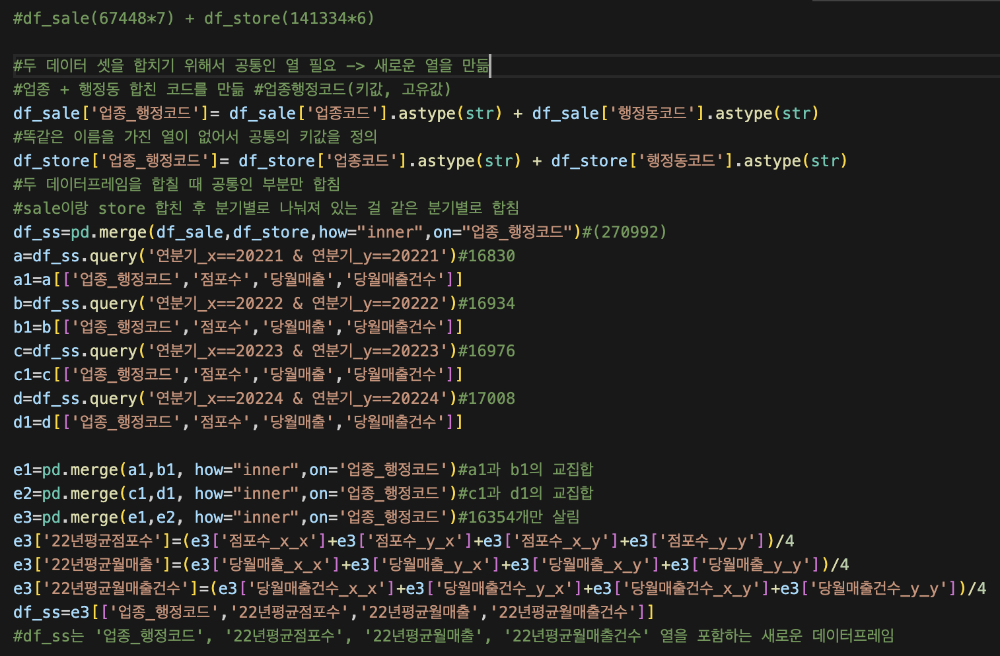 #df_sale(67448*7) + df_store(141334*6)
#두 데이터 셋을 합치기 위해서 공통인 열 필요 -> 새로운 열을 만듦
#업종 + 행정동 합친 코드를 만듦 #업종행정코드(키값, 고유값)
df_sale['업종_행정코드']= df_sale['업종코드'].astype(str) + df_sale['행정동코드'].astype(str)
#똑같은 이름을 가진 열이 없어서 공통의 키값을 정의
df_store['업종_행정코드']= df_store['업종코드'].astype(str) + df_store['행정동코드'].astype(str)
#두 데이터프레임을 합칠 때 공통인 부분만 합침
#sale이랑 store 합친 후 분기별로 나눠져 있는 걸 같은 분기별로 합침
df_ss=pd.merge(df_sale,df_store,how="inner",on="업종_행정코드")#(270992)
a=df_ss.query('연분기_x==20221 & 연분기_y==20221')#16830
a1=a[['업종_행정코드','점포수','당월매출','당월매출건수']]
b=df_ss.query('연분기_x==20222 & 연분기_y==20222')#16934
b1=b[['업종_행정코드','점포수','당월매출','당월매출건수']]
c=df_ss.query('연분기_x==20223 & 연분기_y==20223')#16976
c1=c[['업종_행정코드','점포수','당월매출','당월매출건수']]
d=df_ss.query('연분기_x==20224 & 연분기_y==20224')#17008
d1=d[['업종_행정코드','점포수','당월매출','당월매출건수']]
e1=pd.merge(a1,b1, how="inner",on='업종_행정코드')#a1과 b1의 교집합
e2=pd.merge(c1,d1, how="inner",on='업종_행정코드')#c1과 d1의 교집합
e3=pd.merge(e1,e2, how="inner",on='업종_행정코드')#16354개만 살림
e3['22년평균점포수']=(e3['점포수_x_x']+e3['점포수_y_x']+e3['점포수_x_y']+e3['점포수_y_y'])/4
e3['22년평균월매출']=(e3['당월매출_x_x']+e3['당월매출_y_x']+e3['당월매출_x_y']+e3['당월매출_y_y'])/4
e3['22년평균월매출건수']=(e3['당월매출건수_x_x']+e3['당월매출건수_y_x']+e3['당월매출건수_x_y']+e3['당월매출건수_y_y'])/4
df_ss=e3[['업종_행정코드','22년평균점포수','22년평균월매출','22년평균월매출건수']]
#df_ss는 '업종_행정코드', '22년평균점포수', '22년평균월매출', '22년평균월매출건수' 열을 포함하는 새로운 데이터프레임